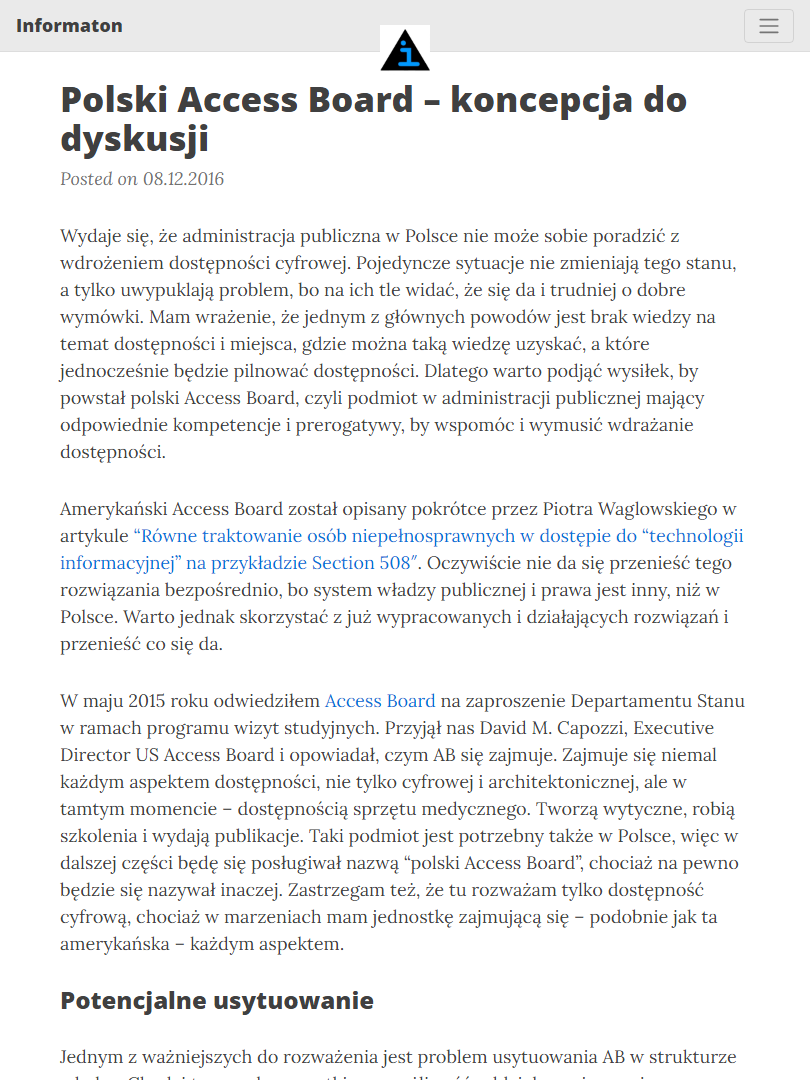 Informaton
i
Polski Access Board – koncepcja do
dyskusji
Posted on 08.12.2016
Wydaje się, że administracja publiczna w Polsce nie może sobie poradzić z
wdrożeniem dostępności cyfrowej. Pojedyncze sytuacje nie zmieniają tego stanu,
a tylko uwypuklają problem, bo na ich tle widać, że się da i trudniej o dobre
wymówki. Mam wrażenie, że jednym z głównych powodów jest brak wiedzy na
temat dostępności i miejsca, gdzie można taką wiedzę uzyskać, a które
jednocześnie będzie pilnować dostępności. Dlatego warto podjąć wysiłek, by
powstał polski Access Board, czyli podmiot w administracji publicznej mający
odpowiednie kompetencje i prerogatywy, by wspomóc i wymusić wdrażanie
dostępności.
Amerykański Access Board został opisany pokrótce przez Piotra Waglowskiego w
artykule “Równe traktowanie osób niepełnosprawnych w dostępie do “technologii
informacyjnej” na przykładzie Section 508″. Oczywiście nie da się przenieść tego
rozwiązania bezpośrednio, bo system władzy publicznej i prawa jest inny, niż w
Polsce. Warto jednak skorzystać z już wypracowanych i działających rozwiązań i
przenieść co się da.
W maju 2015 roku odwiedziłem Access Board na zaproszenie Departamentu Stanu
w ramach programu wizyt studyjnych. Przyjął nas David M. Capozzi, Executive
Director US Access Board i opowiadał, czym AB się zajmuje. Zajmuje się niemal
każdym aspektem dostępności, nie tylko cyfrowej i architektonicznej, ale w
tamtym momencie – dostępnością sprzętu medycznego. Tworzą wytyczne, robią
szkolenia i wydają publikacje. Taki podmiot jest potrzebny także w Polsce, więc w
dalszej części będę się posługiwał nazwą “polski Access Board”, chociaż na pewno
będzie się nazywał inaczej. Zastrzegam też, że tu rozważam tylko dostępność
cyfrową, chociaż w marzeniach mam jednostkę zajmującą się – podobnie jak ta
amerykańska – każdym aspektem.
Potencjalne usytuowanie
Jednym z ważniejszych do rozważenia jest problem usytuowania AB w strukturze